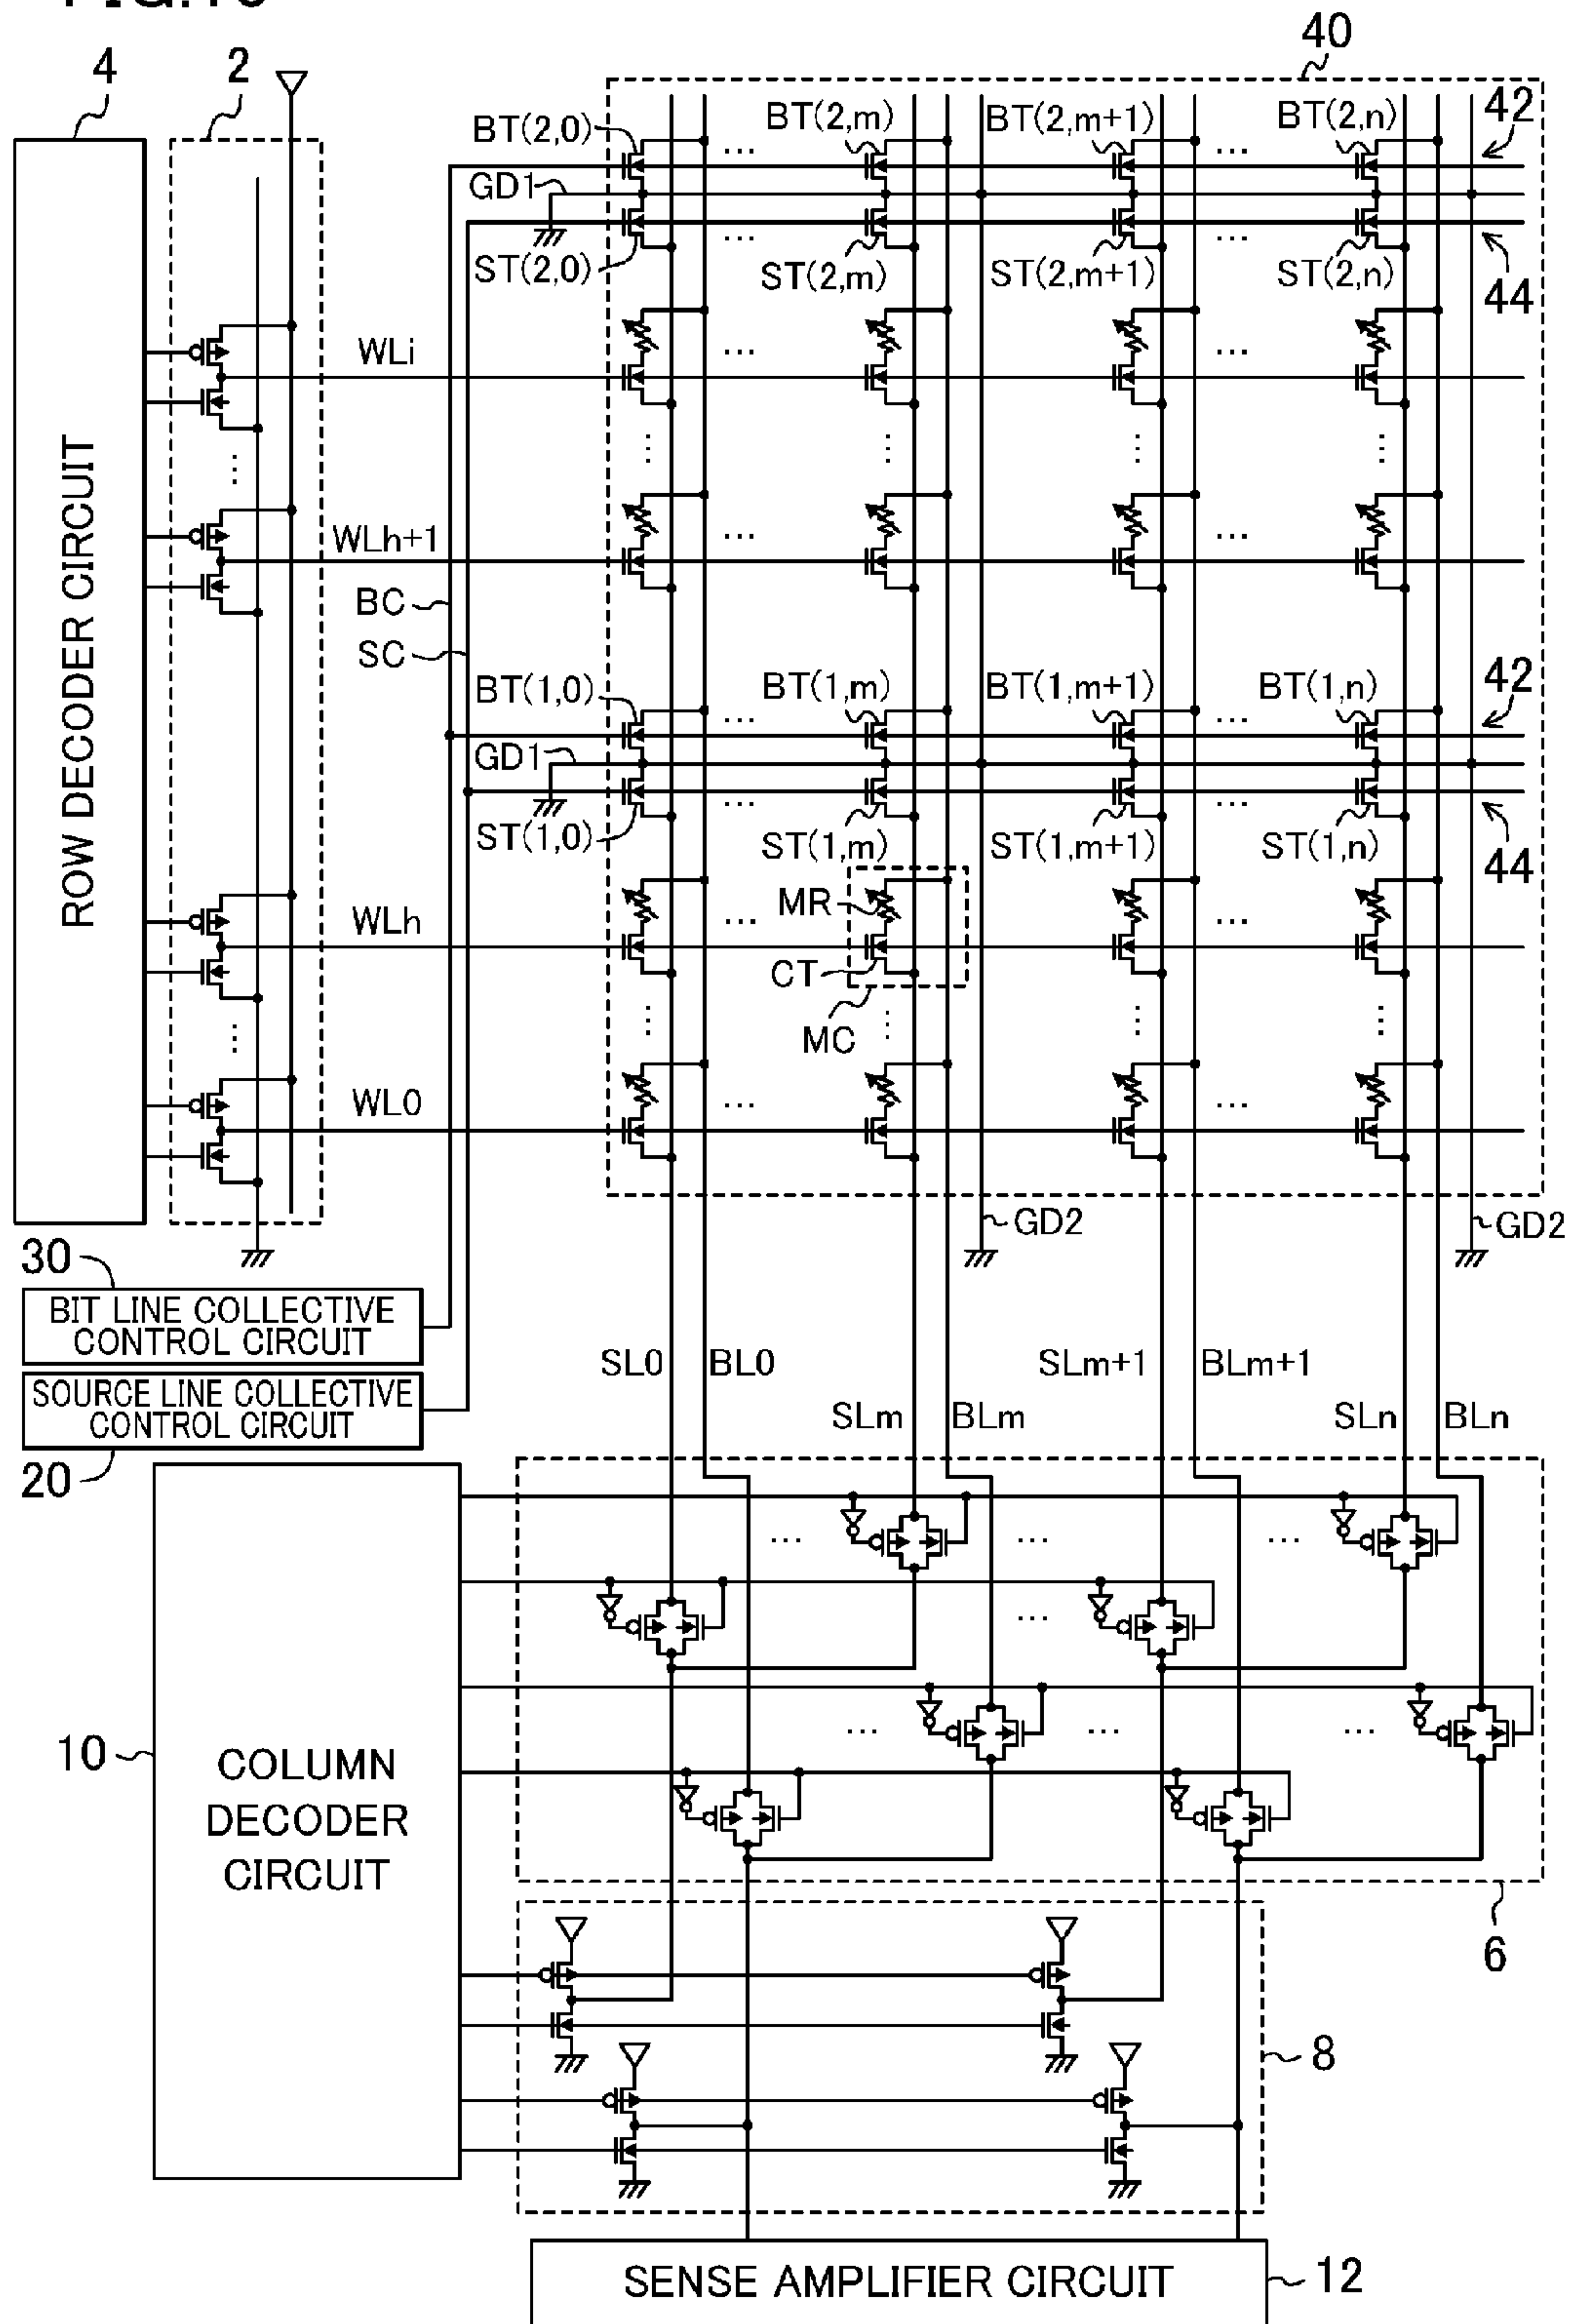 40
4
2
BT(2,0)
BT(2,m)
BT(2,m+1)
BT(2,n)
42
GD1
ST(2,0)
ST(2,m)
ST(2,m+1)
ST(2,n)
44
WLi
ROW DECODER CIRCUIT
WLh+1
BC
SC
BT(1,0)
BT(1,m)
BT(1,m+1)
BT(1,n)
42
GD1
ST(1,0)
ST(1,m)
ST(1,m+1)
ST(1,n)
44
WLh
MR
CT
MC
WL0
GD2
GD2
30
BIT LINE COLLECTIVE
CONTROL CIRCUIT
SL0
BL0
SLm+1
BLm+1
SOURCE LINE COLLECTIVE
CONTROL CIRCUIT
SLm
BLm
SLn
BLn
20
10
COLUMN
DECODER
CIRCUIT
6
8
SENSE AMPLIFIER CIRCUIT
12